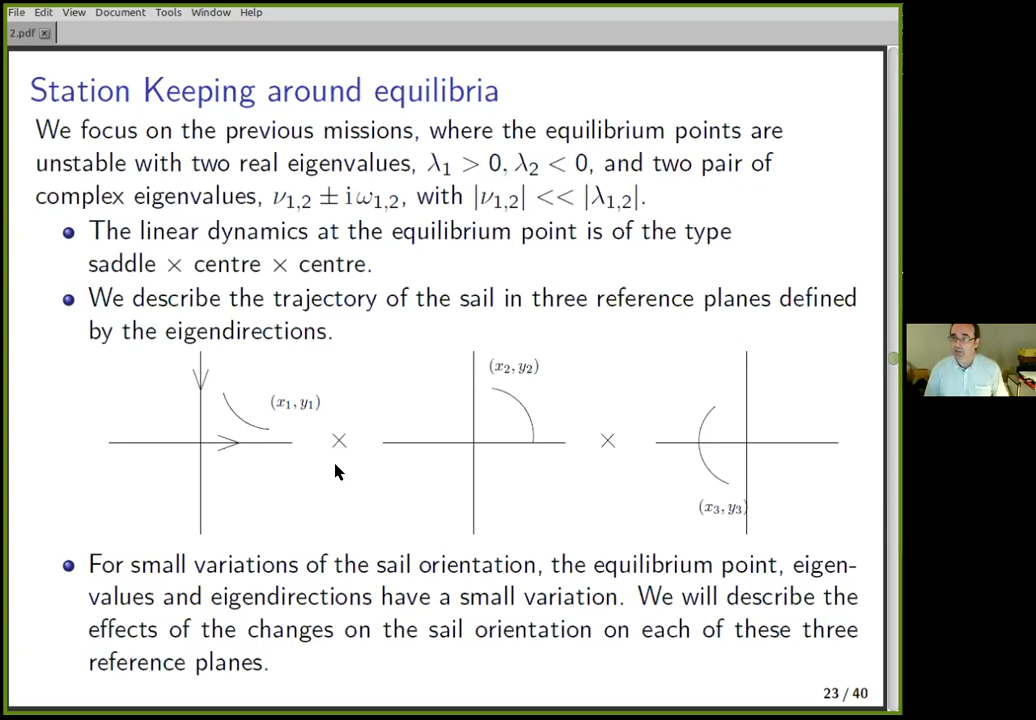 File Edit View Document Tools Window Help
2.pdf
Station Keeping around equilibria
We focus on the previous missions, where the equilibrium points are
unstable with two real eigenvalues, λ₁ > 0, λ₂ < 0, and two pair of
complex eigenvalues, ν₁,₂ ± i ω₁,₂, with |ν₁,₂| << |λ₁,₂|.
The linear dynamics at the equilibrium point is of the type
saddle × centre × centre.
We describe the trajectory of the sail in three reference planes defined
by the eigendirections.
(x₂, y₂)
(x₁, y₁)
× ×
(x₃, y₃)
For small variations of the sail orientation, the equilibrium point, eigen-
values and eigendirections have a small variation. We will describe the
effects of the changes on the sail orientation on each of these three
reference planes.
23 / 40